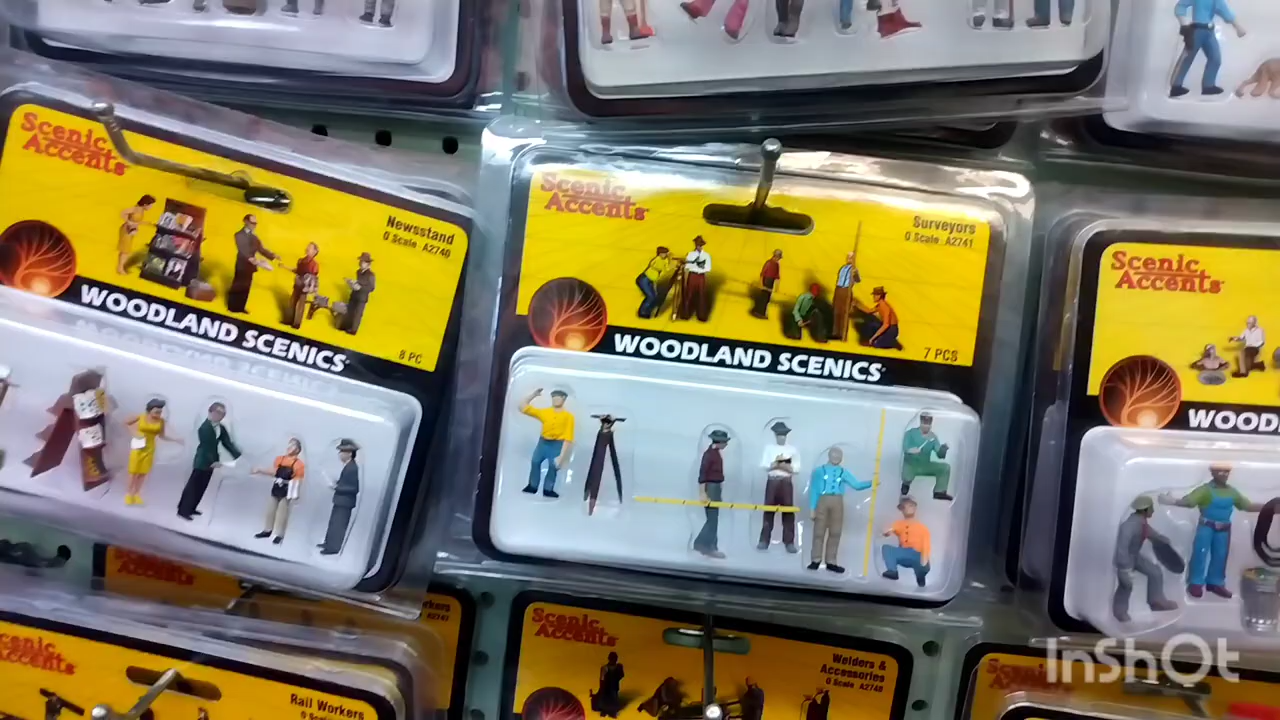 Scenic
Accents
Newsstand
O Scale A2740
WOODLAND SCENICS
8 PC
Scenic
Accents
Surveyors
O Scale A2741
WOODLAND SCENICS
7 PCS
Scenic
Accents
WOOD
Scenic
Accents
Rail Workers
Scenic
Accents
Welders &
Accessories
O Scale A2748
InShOt